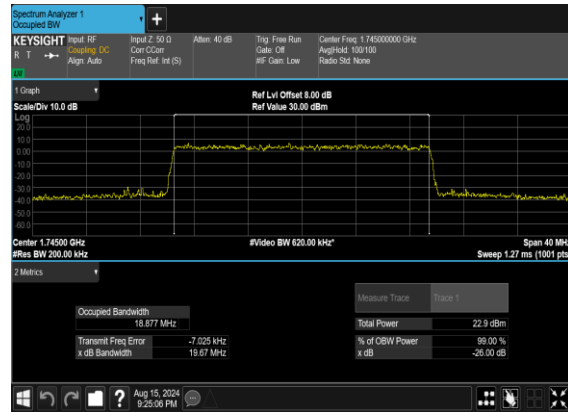 Spectrum Analyzer 1
Occupied BW
+
KEYSIGHT Input: RF Input Z: 50 Ω Atten: 40 dB Trig: Free Run Center Freq: 1.745000000 GHz
R T Coupling: DC Corr CCorr Gate: Off Avg|Hold: 100/100
Align: Auto Freq Ref: Int (S) #IF Gain: Low Radio Std: None
LW
1 Graph
Ref Lvl Offset 8.00 dB
Scale/Div 10.0 dB Ref Value 30.00 dBm
Log
20.0
10.0
0.00
-10.0
-20.0
-30.0
-40.0
-50.0
-60.0
Center 1.74500 GHz #Video BW 620.00 kHz* Span 40 MHz
#Res BW 200.00 kHz Sweep 1.27 ms (1001 pts)
2 Metrics
Measure Trace Trace 1
Occupied Bandwidth
18.877 MHz Total Power 22.9 dBm
Transmit Freq Error -7.025 kHz % of OBW Power 99.00 %
x dB Bandwidth 19.67 MHz x dB -26.00 dB
? Aug 15, 2024
9:25:06 PM